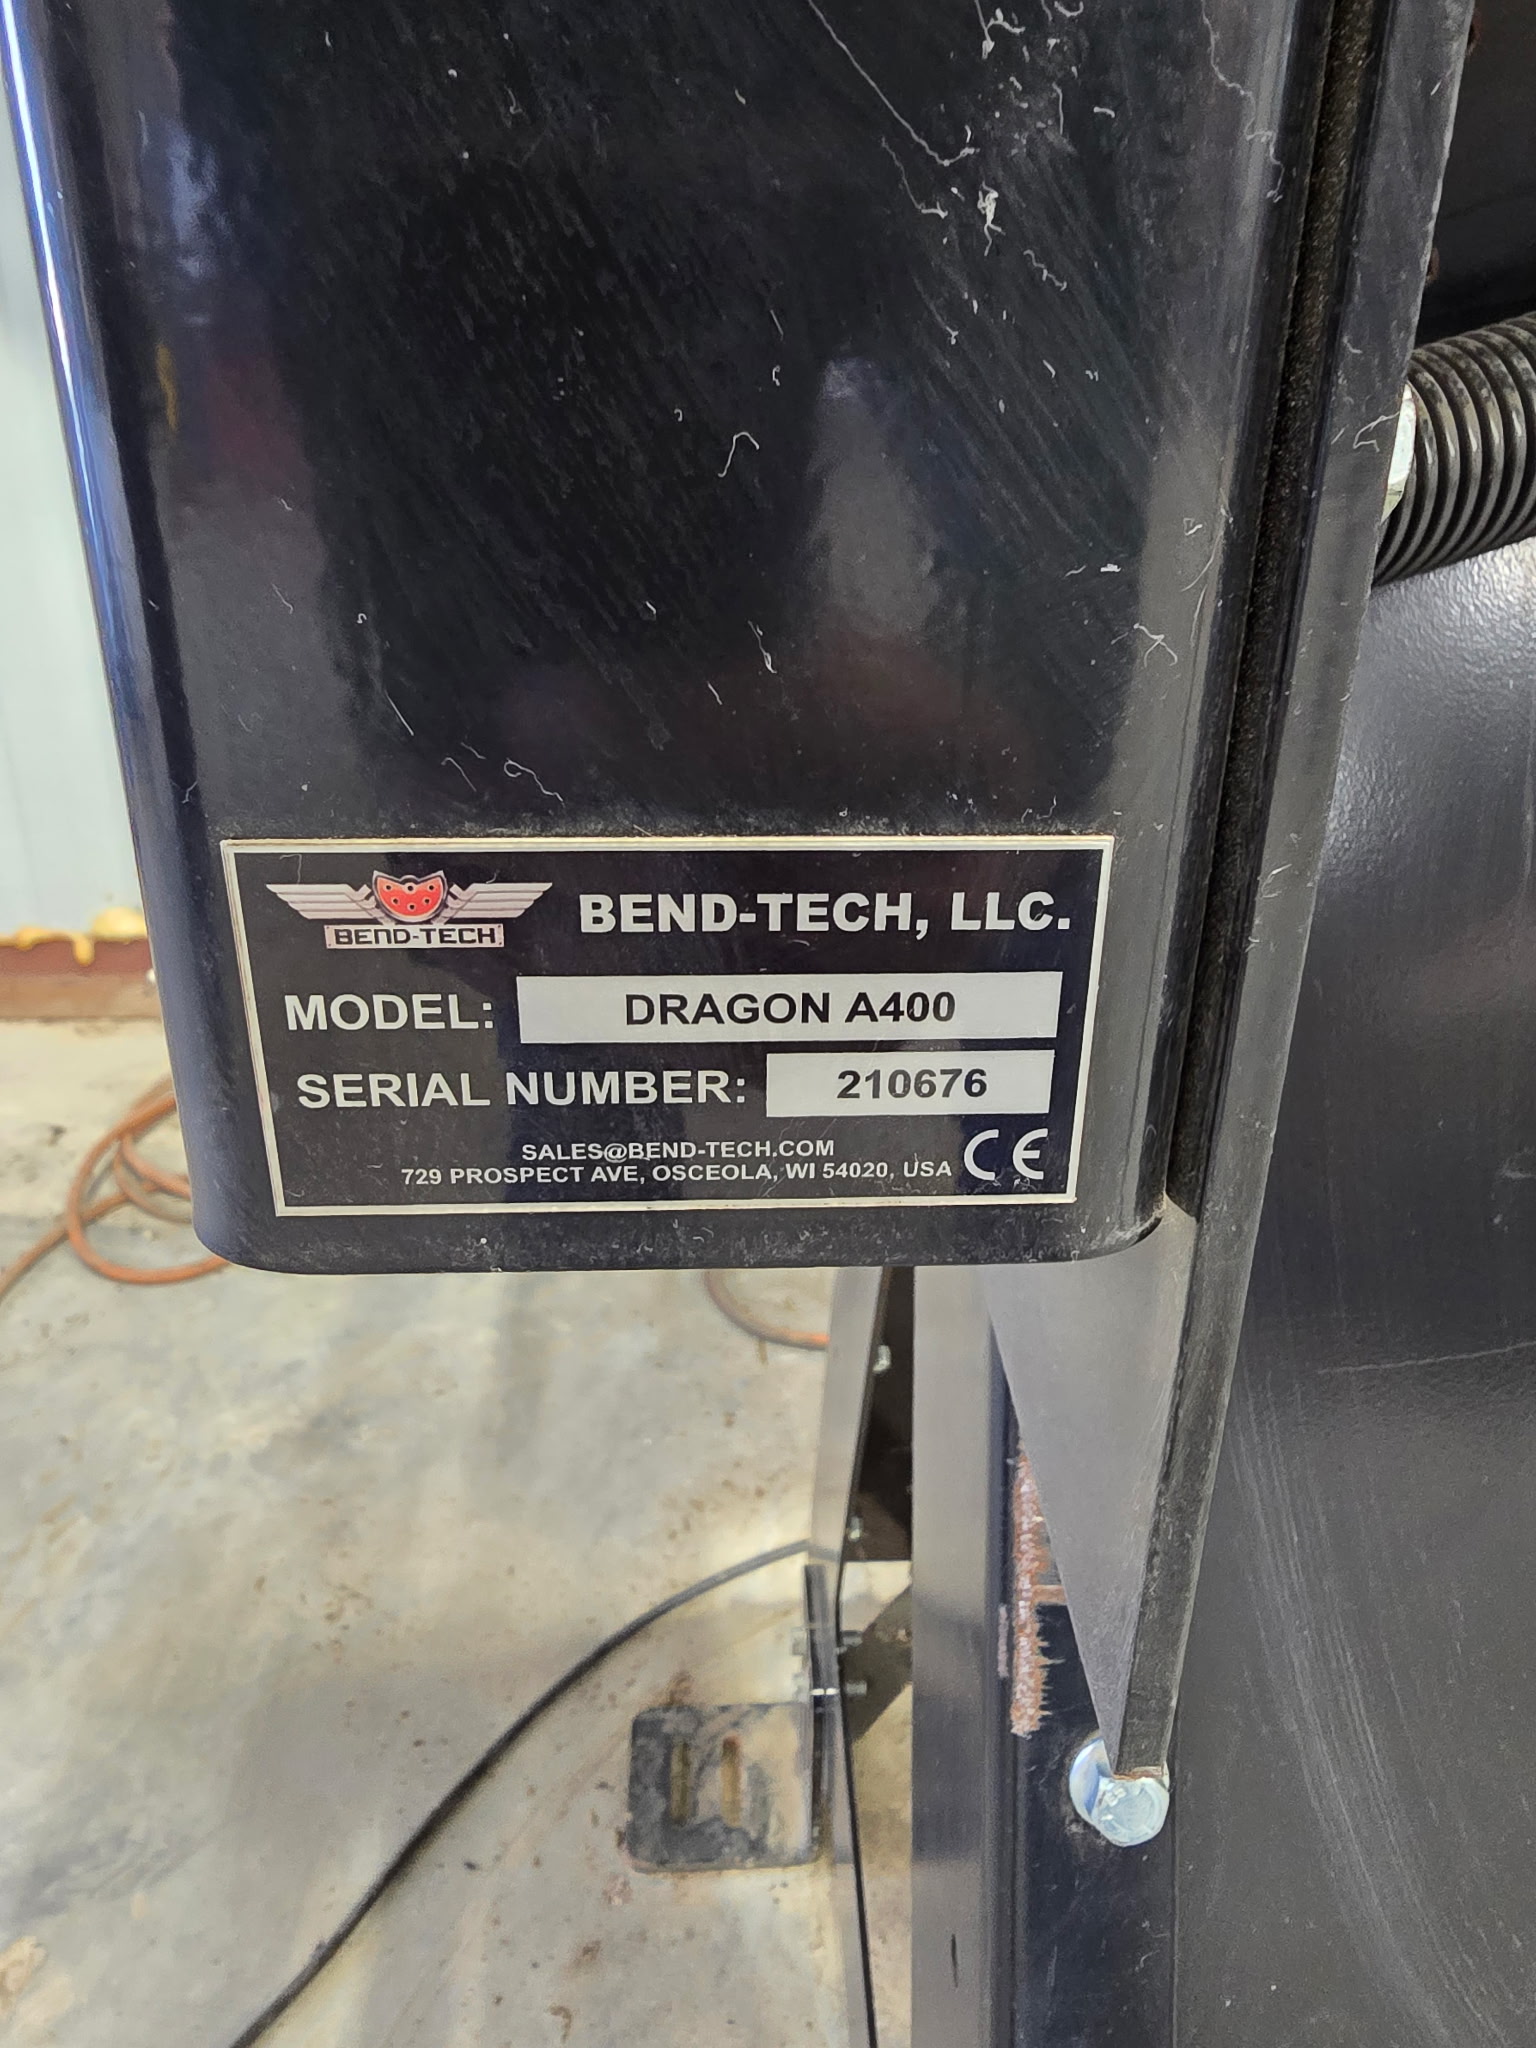 BEND-TECH
BEND-TECH, LLC.
MODEL: DRAGON A400
SERIAL NUMBER: 210676
SALES@BEND-TECH.COM
729 PROSPECT AVE, OSCEOLA, WI 54020, USA
CE